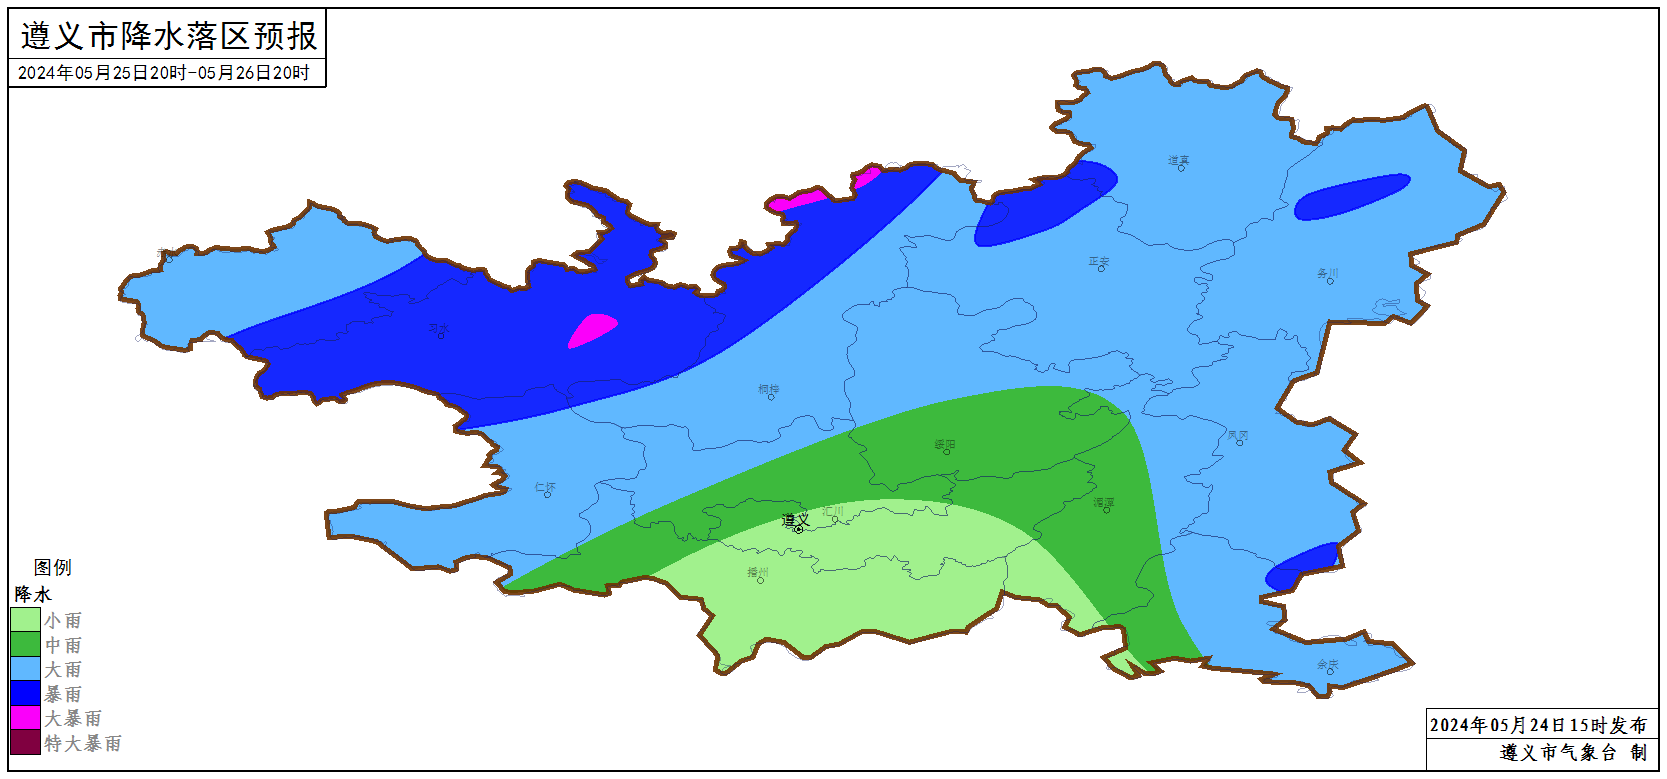 遵义市降水落区预报
2024年05月25日20时-05月26日20时
道真
赤水
正安
务川
习水
桐梓
凤冈
绥阳
仁怀
湄潭
遵义
汇川
播州
余庆
图例
降水
小雨
中雨
大雨
暴雨
大暴雨
特大暴雨
2024年05月24日15时发布
遵义市气象台 制